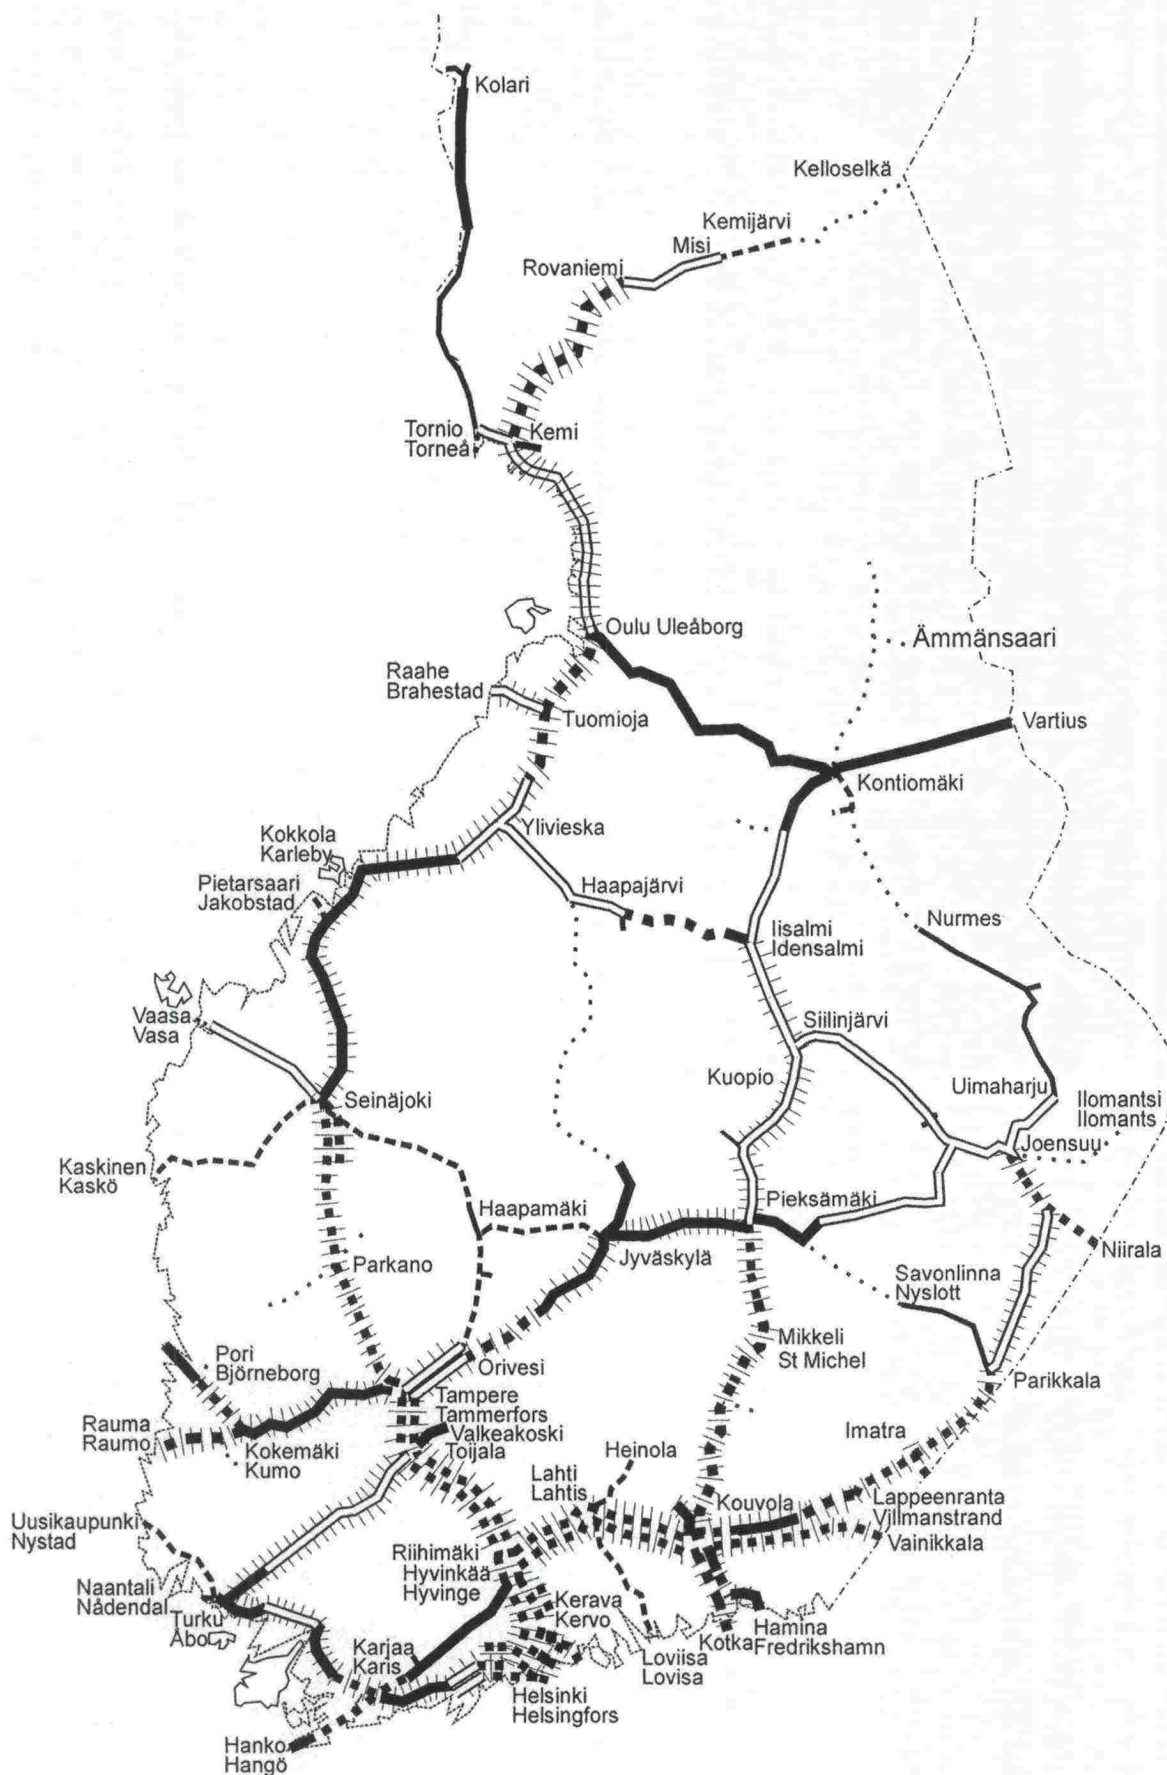 Kolari
Kelloselkä
Kemijärvi
Misi
Rovaniemi
Tornio
Torneå
Kemi
Oulu Uleåborg
Ämmänsaari
Raahe
Brahestad
Tuomioja
Vartius
Kontiomäki
Ylivieska
Kokkola
Karleby
Pietarsaari
Jakobstad
Haapajärvi
Iisalmi
Idensalmi
Nurmes
Vaasa
Vasa
Siilinjärvi
Kuopio
Uimaharju
Ilomantsi
Ilomants
Seinäjoki
Joensuu
Kaskinen
Kaskö
Haapamäki
Pieksämäki
Parkano
Jyväskylä
Niirala
Savonlinna
Nyslott
Mikkeli
St Michel
Pori
Björneborg
Orivesi
Parikkala
Tampere
Tammerfors
Valkeakoski
Toijala
Rauma
Raumo
Kokemäki
Kumo
Imatra
Heinola
Lahti
Lahtis
Kouvola
Lappeenranta
Villmanstrand
Vainikkala
Uusikaupunki
Nystad
Riihimäki
Hyvinkää
Hyvinge
Naantali
Nådendal
Turku
Åbo
Kerava
Kervo
Karjaa
Karis
Loviisa
Lovisa
Kotka
Hamina
Fredrikshamn
Helsinki
Helsingfors
Hanko
Hangö